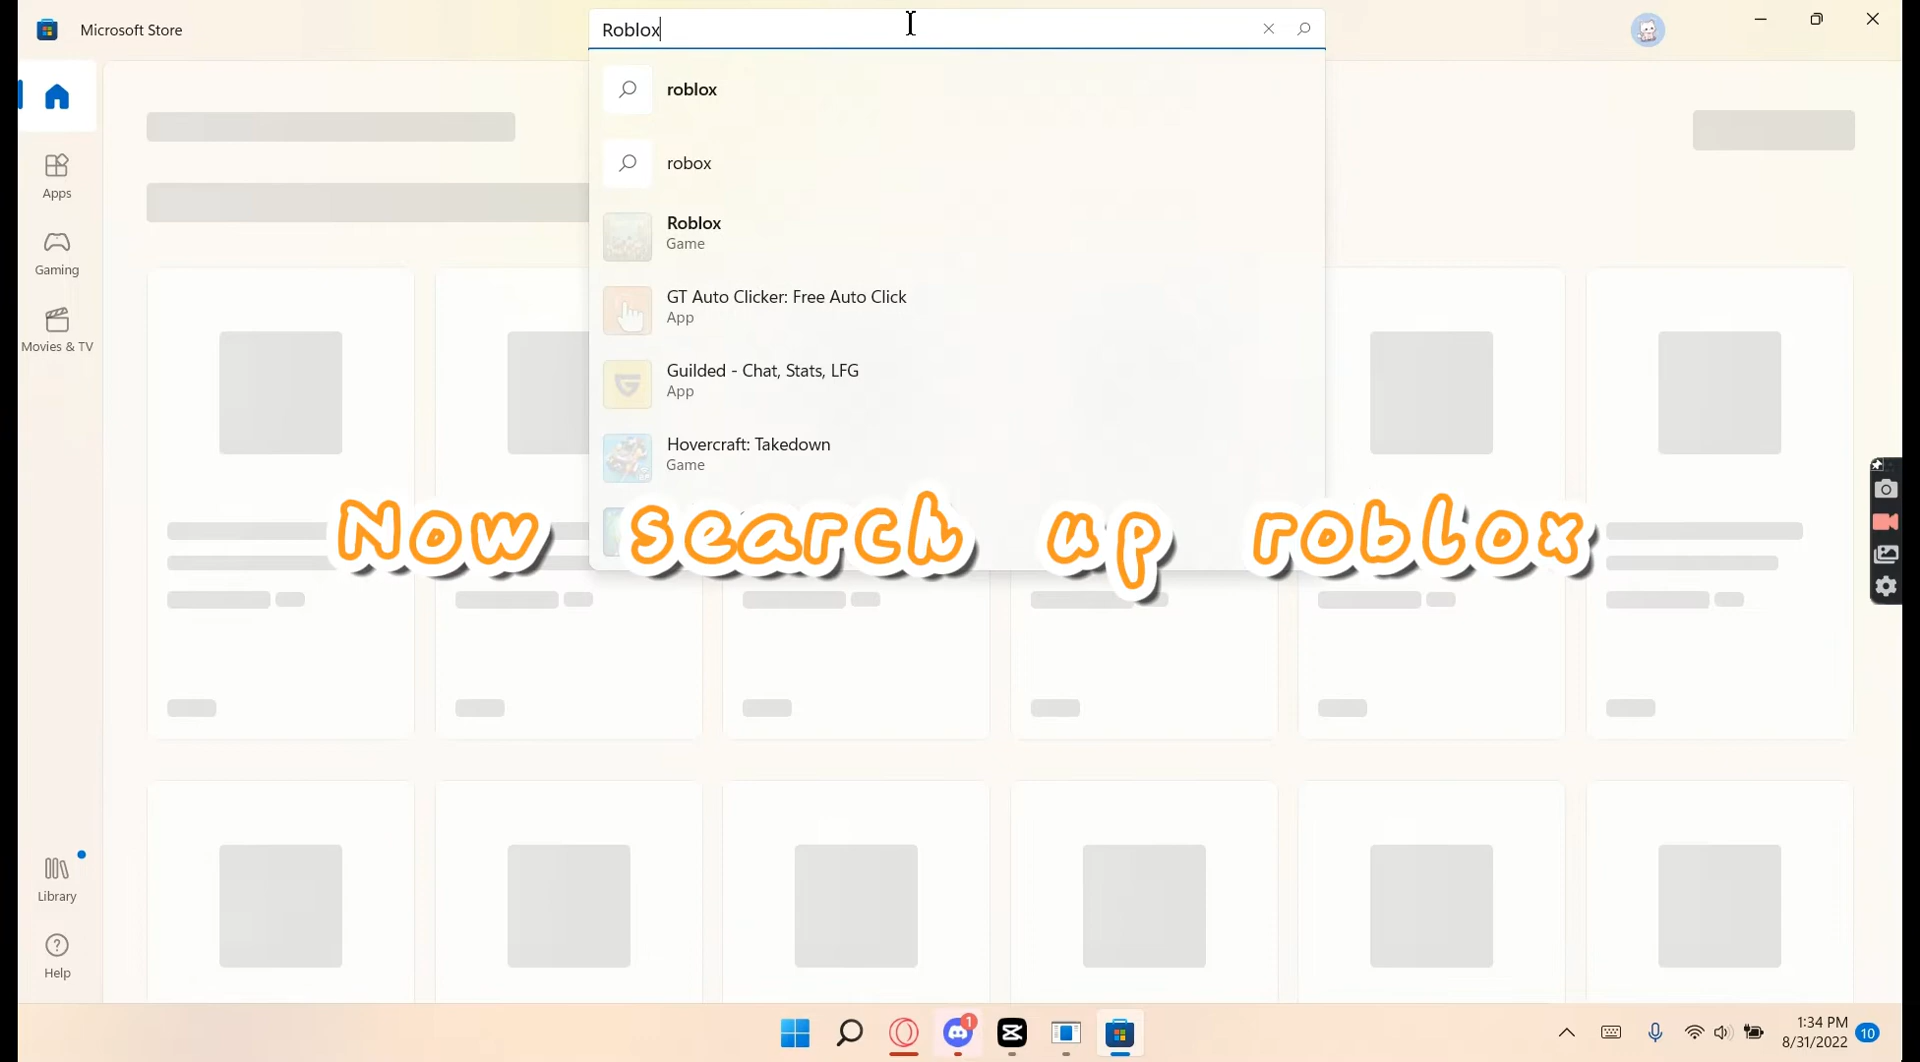 Microsoft Store
Roblox
roblox
robox
Roblox
Game
GT Auto Clicker: Free Auto Click
App
Guilded - Chat, Stats, LFG
App
Hovercraft: Takedown
Game
Now search up roblox
Apps
Gaming
Movies & TV
Library
Help
1
1:34 PM
8/31/2022
10